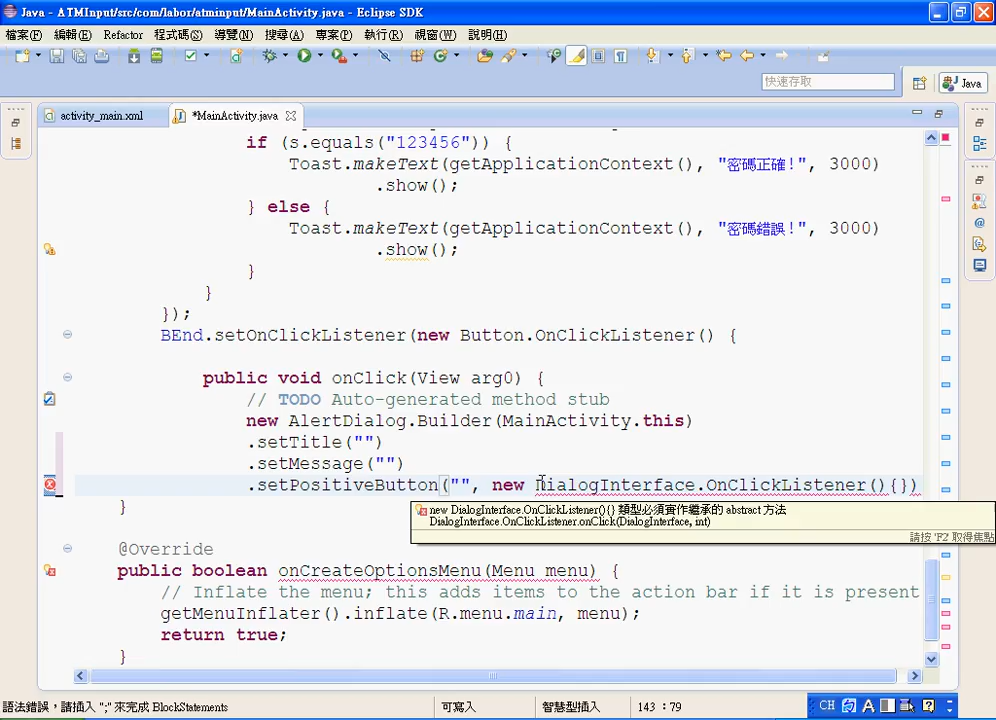 Java - ATMInput/src/com/labor/atminput/MainActivity.java - Eclipse SDK
檔案(F) 編輯(E) Refactor 程式碼(S) 導覽(N) 搜尋(A) 專案(P) 執行(R) 視窗(W) 說明(H)
快速存取
Java
activity_main.xml
*MainActivity.java
if (s.equals("123456")) {
Toast.makeText(getApplicationContext(), "密碼正確!", 3000)
.show();
} else {
Toast.makeText(getApplicationContext(), "密碼錯誤!", 3000)
.show();
}
}
});
BEnd.setOnClickListener(new Button.OnClickListener() {
public void onClick(View arg0) {
// TODO Auto-generated method stub
new AlertDialog.Builder(MainActivity.this)
.setTitle("")
.setMessage("")
.setPositiveButton("", new DialogInterface.OnClickListener(){})
}
new DialogInterface.OnClickListener(){} 類型必須實作繼承的 abstract 方法
DialogInterface.OnClickListener.onClick(DialogInterface, int)
請按 'F2' 取得焦點
@Override
public boolean onCreateOptionsMenu(Menu menu) {
// Inflate the menu; this adds items to the action bar if it is present
getMenuInflater().inflate(R.menu.main, menu);
return true;
}
語法錯誤，請插入 ";" 來完成 BlockStatements
可寫入
智慧型插入
143 : 79
CH